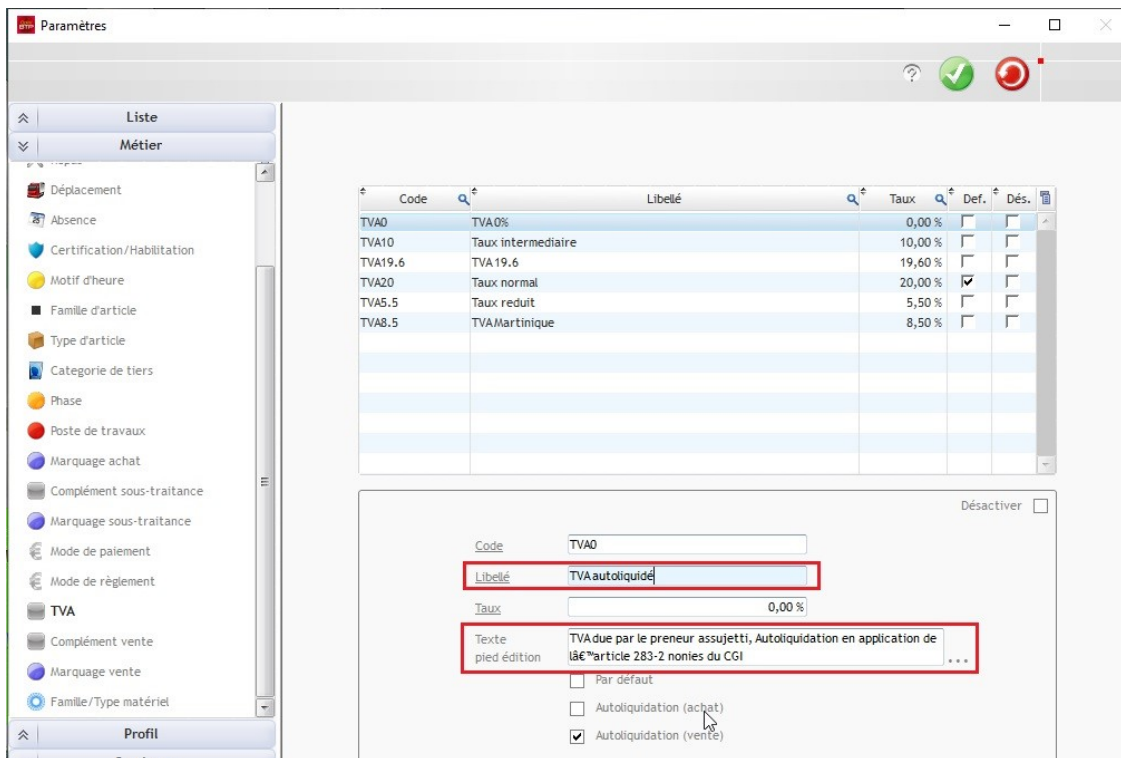 BTP Paramètres
?
Liste
Métier
Déplacement
Absence
Certification/Habilitation
Motif d'heure
Famille d'article
Type d'article
Categorie de tiers
Phase
Poste de travaux
Marquage achat
Complément sous-traitance
Marquage sous-traitance
Mode de paiement
Mode de règlement
TVA
Complément vente
Marquage vente
Famille/Type matériel
Profil
Code Libellé Taux Def. Dés.
TVA0 TVA 0% 0,00 %
TVA10 Taux intermediaire 10,00 %
TVA19.6 TVA 19.6 19,60 %
TVA20 Taux normal 20,00 %
TVA5.5 Taux reduit 5,50 %
TVA8.5 TVA Martinique 8,50 %
Désactiver
Code TVA0
Libellé TVA autoliquidé
Taux 0,00 %
Texte pied édition TVA due par le preneur assujetti, Autoliquidation en application de
lâ€™article 283-2 nonies du CGI
...
Par défaut
Autoliquidation (achat)
Autoliquidation (vente)